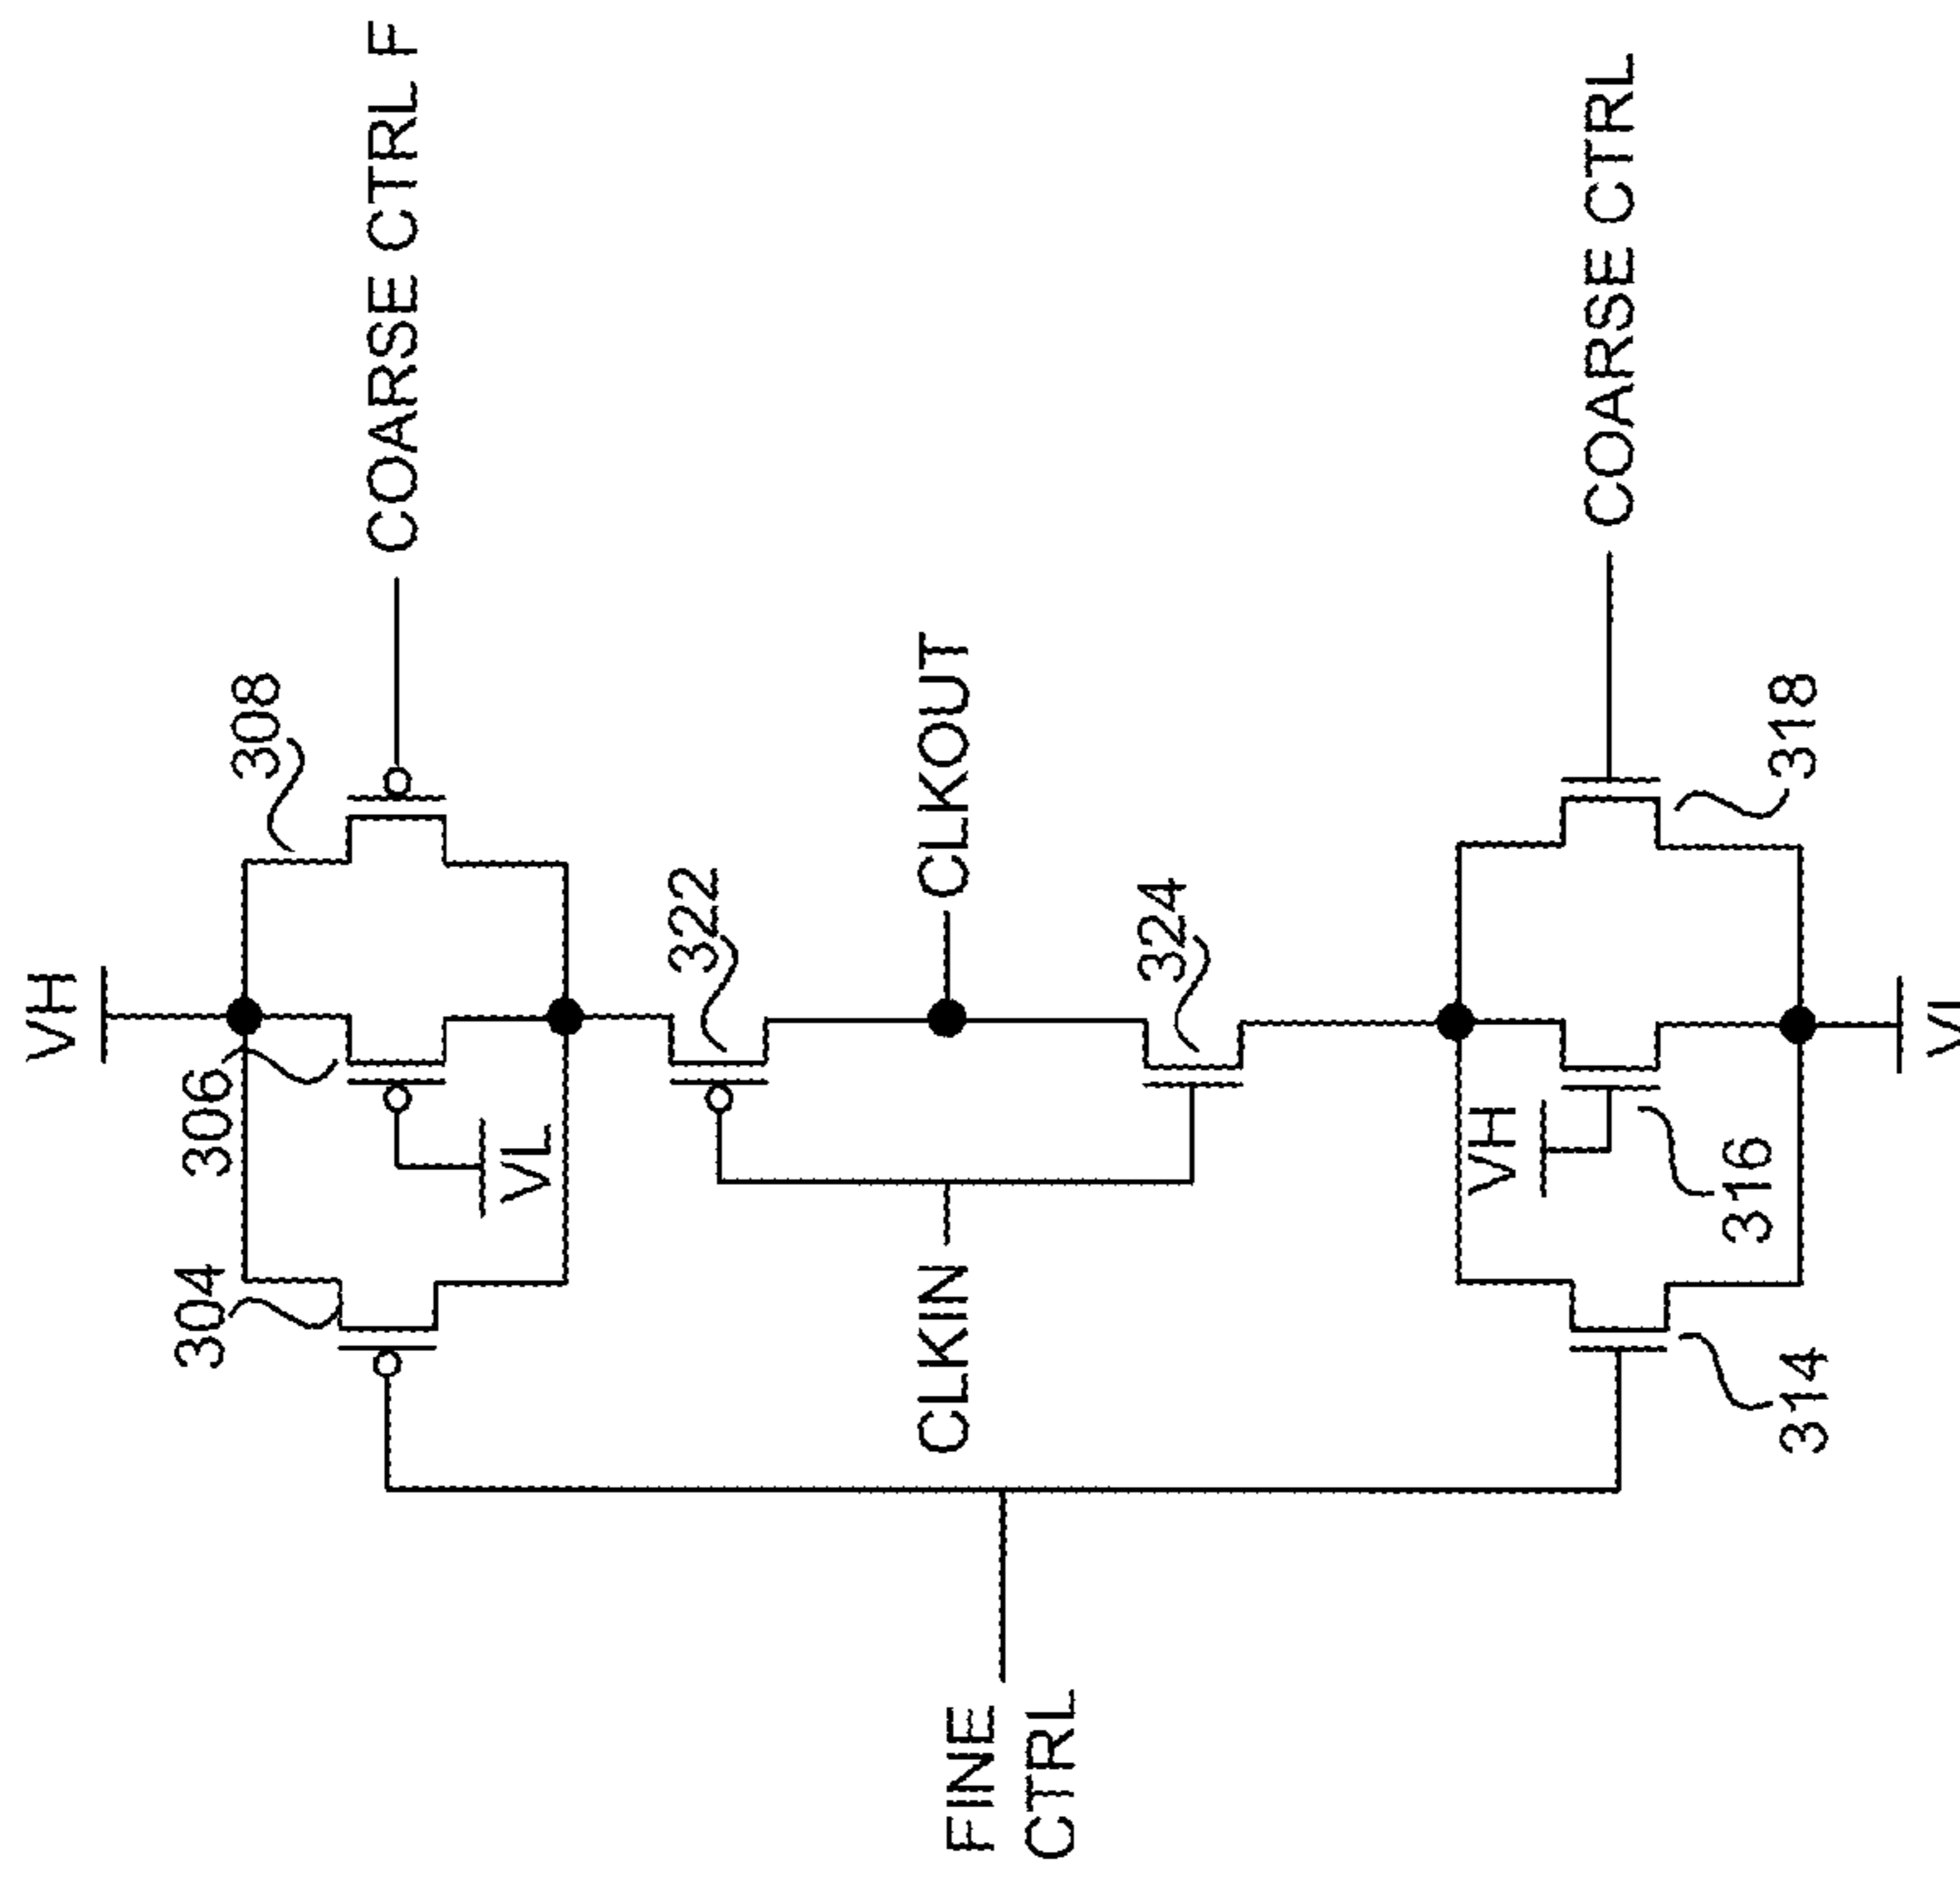 VH
304
306
308
COARSE CTRL F
VL
322
CLKIN
CLKOUT
FINE
CTRL
324
VH
COARSE CTRL
314
316
318
VL